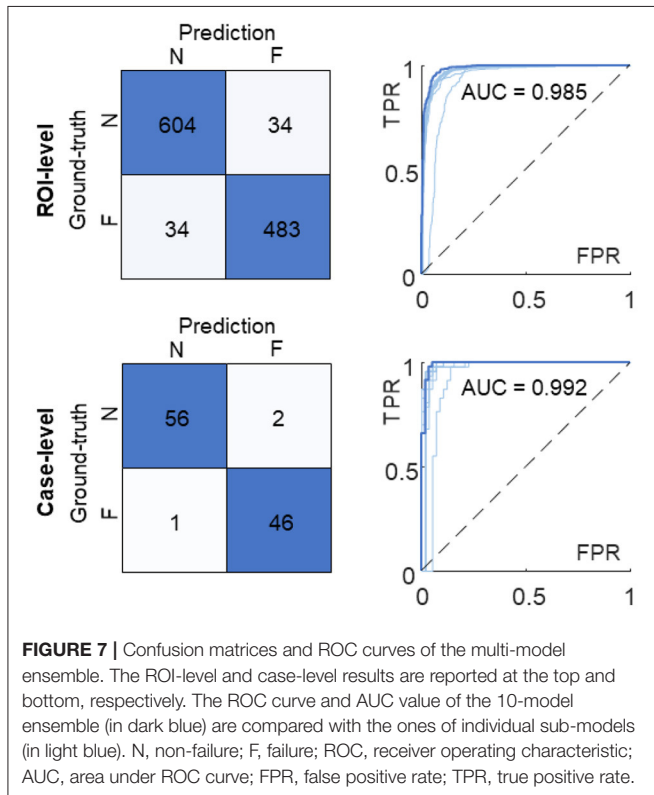 Prediction
N F
ROI-level
Ground-truth
N
F
604 34
34 483
TPR
1
0.5
0
AUC = 0.985
FPR
0 0.5 1
Prediction
N F
Case-level
Ground-truth
N
F
56 2
1 46
TPR
1
0.5
0
AUC = 0.992
FPR
0 0.5 1
FIGURE 7 | Confusion matrices and ROC curves of the multi-model
ensemble. The ROI-level and case-level results are reported at the top and
bottom, respectively. The ROC curve and AUC value of the 10-model
ensemble (in dark blue) are compared with the ones of individual sub-models
(in light blue). N, non-failure; F, failure; ROC, receiver operating characteristic;
AUC, area under ROC curve; FPR, false positive rate; TPR, true positive rate.